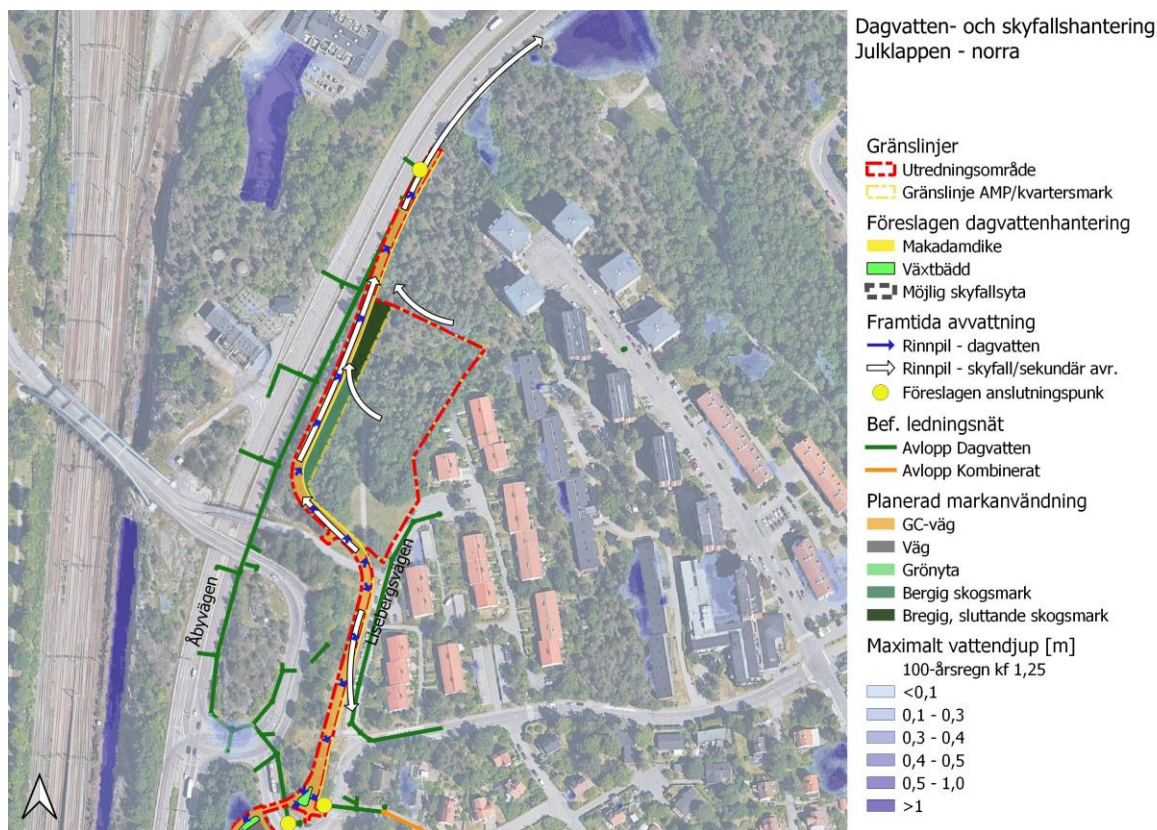 Dagvatten- och skyfallshantering
Julklappen - norra
Gränslinjer
Utredningsområde
Gränslinje AMP/kvartersmark
Föreslagen dagvattenhantering
Makadamdike
Växtbädd
Möjlig skyfallsyta
Framtida avvattning
Rinnpil - dagvatten
Rinnpil - skyfall/sekundär avr.
Föreslagen anslutningspunk
Bef. ledningsnät
Avlopp Dagvatten
Avlopp Kombinerat
Planerad markanvändning
GC-väg
Väg
Grönyta
Bergig skogsmark
Bregig, sluttande skogsmark
Maximalt vattendjup [m]
100-årsregn kf 1,25
<0,1
0,1 - 0,3
0,3 - 0,4
0,4 - 0,5
0,5 - 1,0
>1
Åbyvägen
Lisebergsvägen